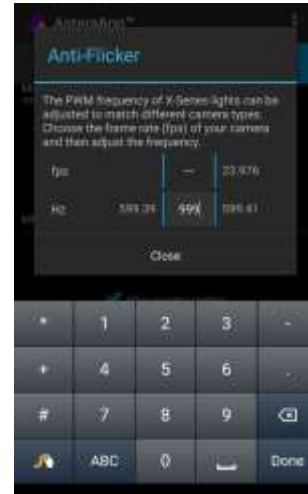 Anti-Flicker
The PWM frequency of X-Series lights can be
adjusted to match different camera types.
Choose the frame rate (fps) of your camera
and then adjust the frequency.
fps — 23.976
Hz 599.39 999 599.41
Close
* 1 2 3 -
+ 4 5 6 .
# 7 8 9
ABC 0 Done